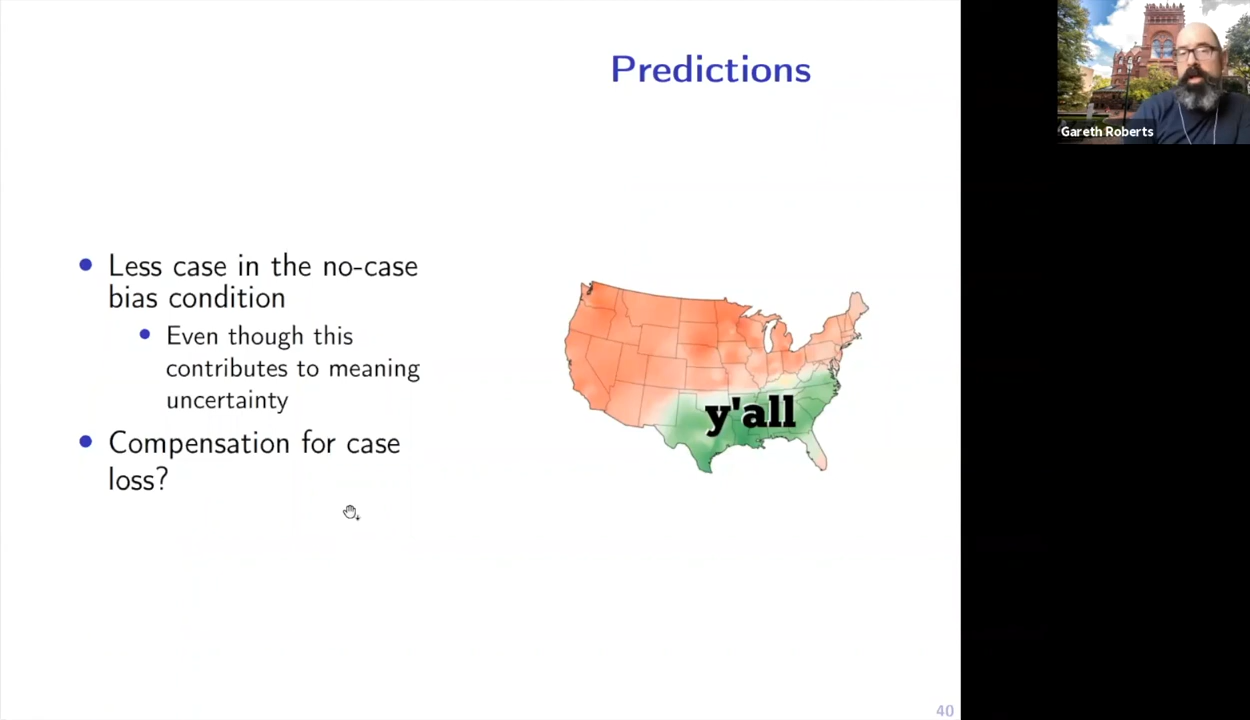 Predictions
Less case in the no-case
bias condition
Even though this
contributes to meaning
uncertainty
Compensation for case
loss?
y'all
40
Gareth Roberts